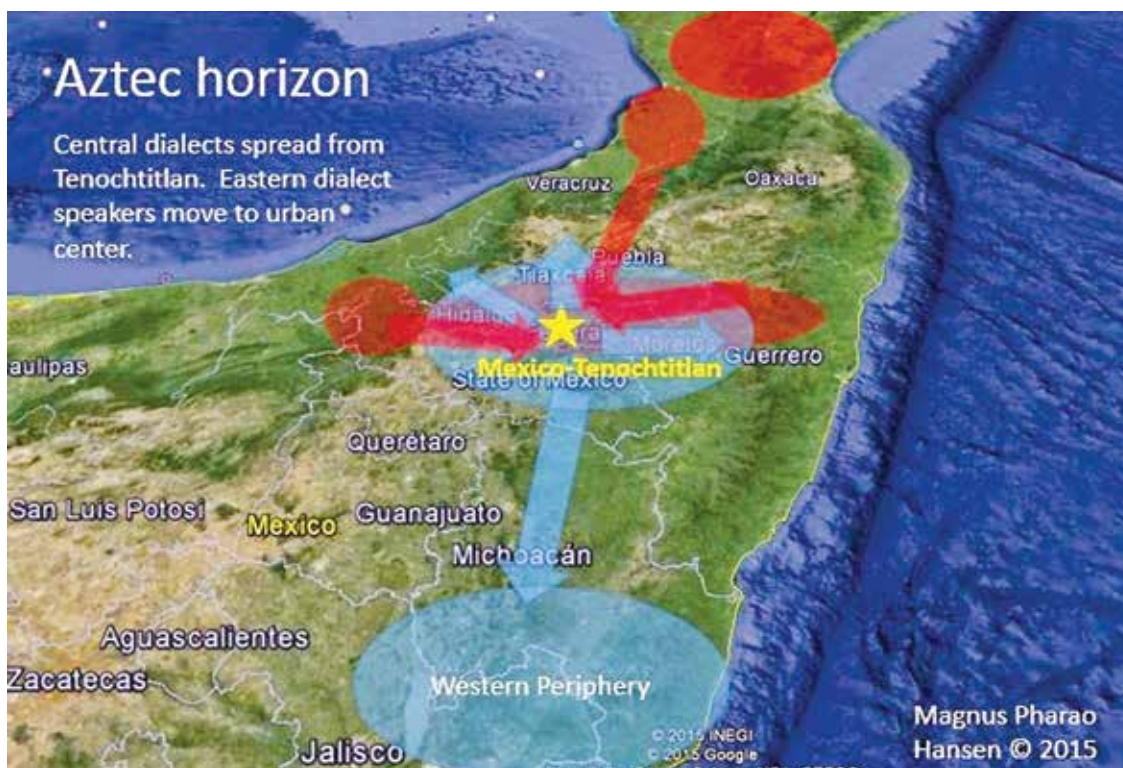 Aztec horizon
Central dialects spread from
Tenochtitlan. Eastern dialect
speakers move to urban
center.
Veracruz
Oaxaca
Puebla
Tlaxcala
Mexico-Tenochtitlan
Morelos
Guerrero
State of Mexico
aulipas
Querétaro
San Luis Potosí
Mexico
Guanajuato
Michoacán
Aguascalientes
Zacatecas
Western Periphery
Jalisco
© 2015 INEGI
© 2015 Google
Magnus Pharao
Hansen © 2015